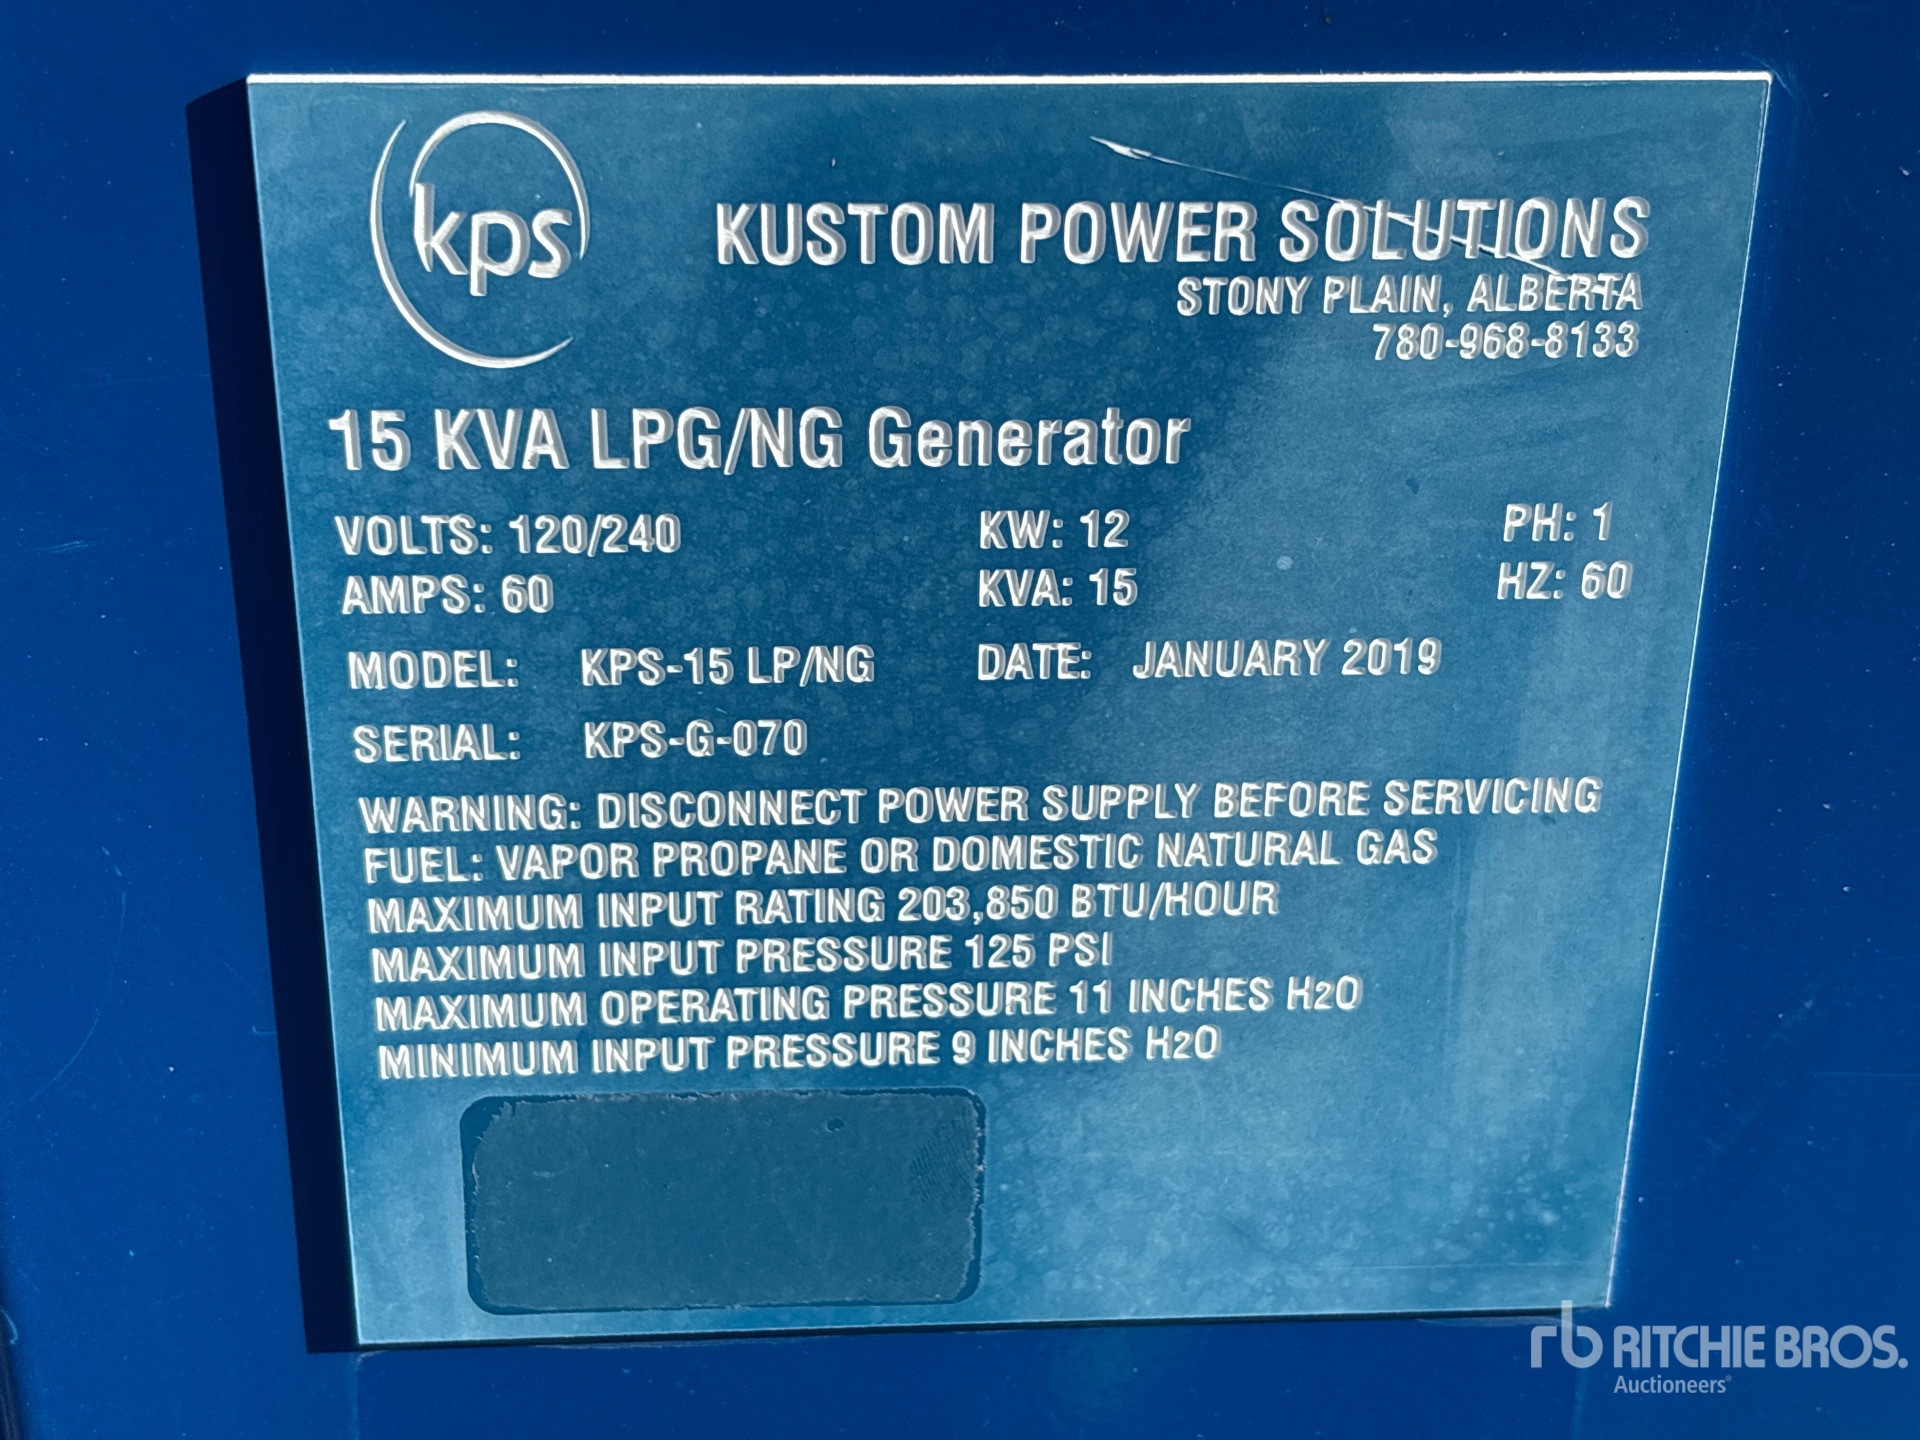 kps
KUSTOM POWER SOLUTIONS
STONY PLAIN, ALBERTA
780-968-8133
15 KVA LPG/NG Generator
VOLTS: 120/240 KW: 12 PH: 1
AMPS: 60 KVA: 15 HZ: 60
MODEL: KPS-15 LP/NG DATE: JANUARY 2019
SERIAL: KPS-G-070
WARNING: DISCONNECT POWER SUPPLY BEFORE SERVICING
FUEL: VAPOR PROPANE OR DOMESTIC NATURAL GAS
MAXIMUM INPUT RATING 203,850 BTU/HOUR
MAXIMUM INPUT PRESSURE 125 PSI
MAXIMUM OPERATING PRESSURE 11 INCHES H2O
MINIMUM INPUT PRESSURE 9 INCHES H2O
rb RITCHIE BROS.
Auctioneers®